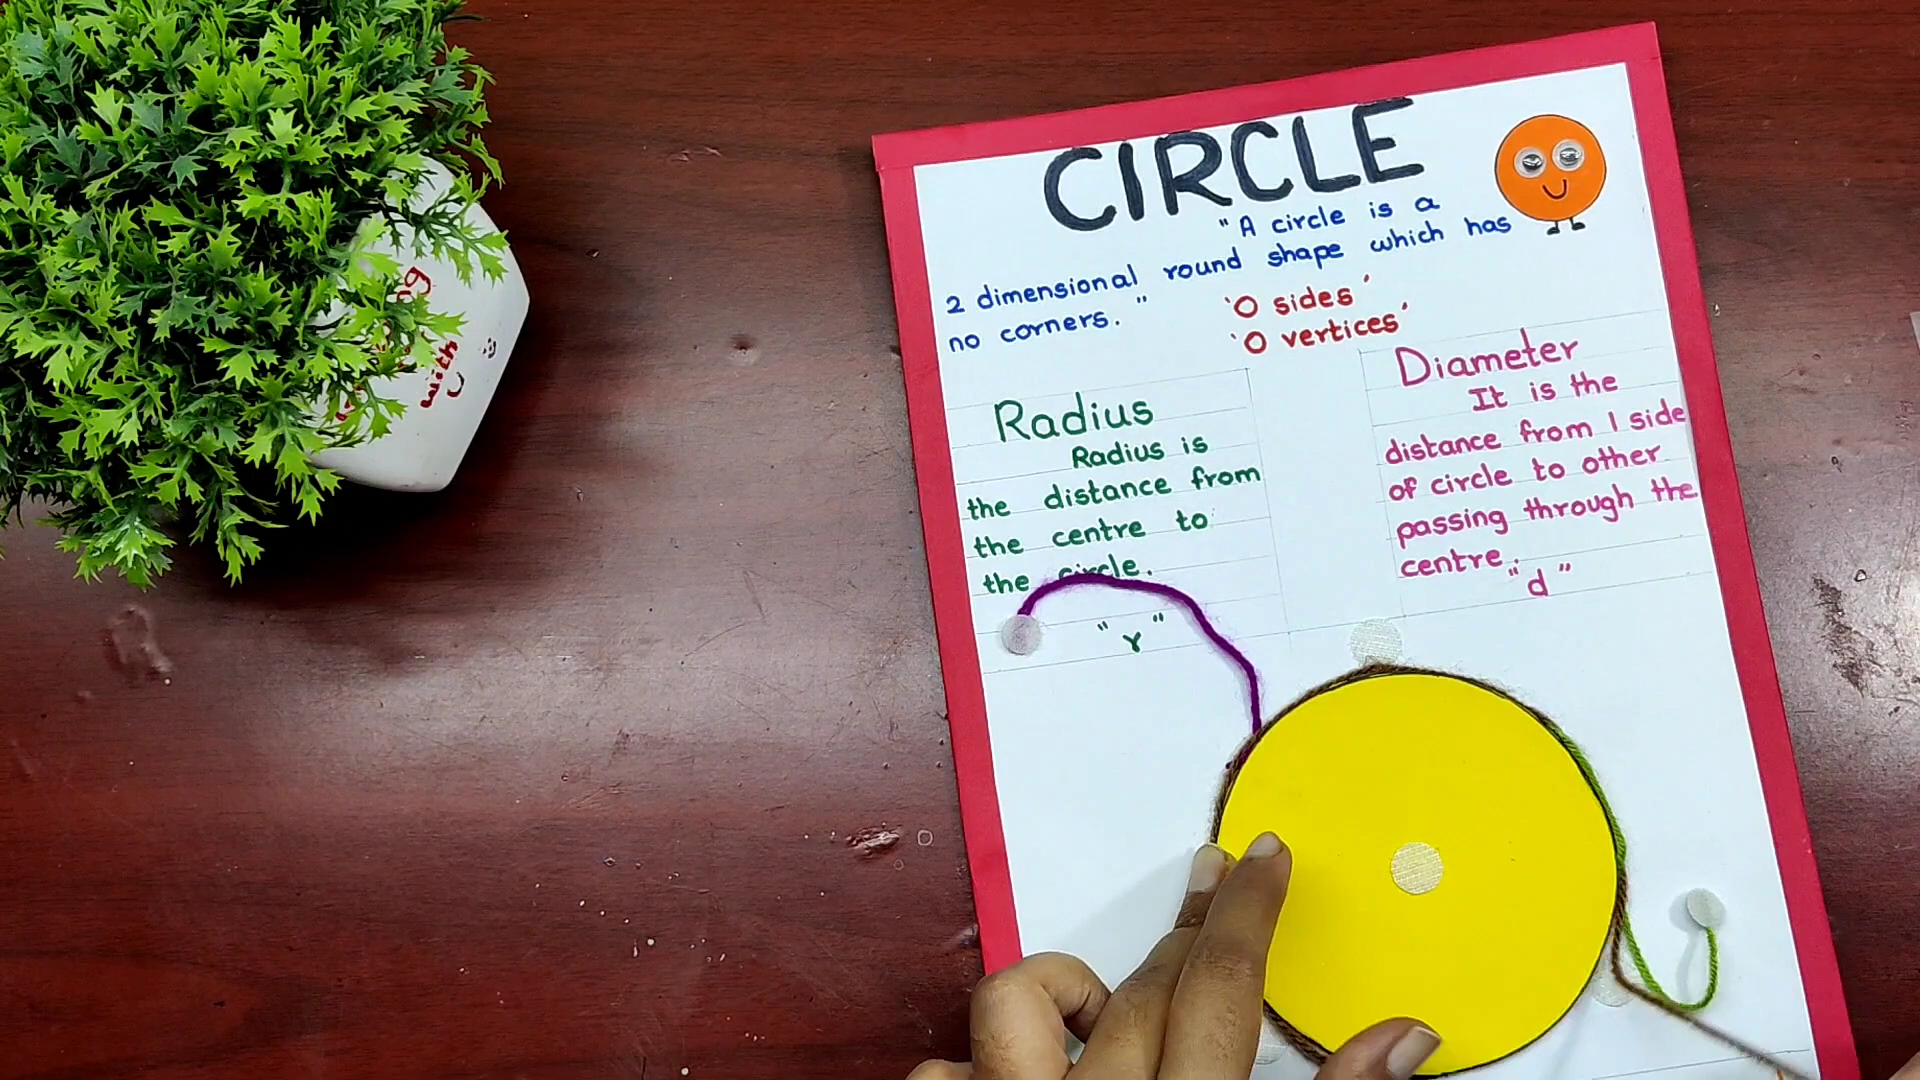 CIRCLE
"A circle is a
2 dimensional round shape which has
no corners."
'0 sides'
'0 vertices'
Radius
Radius is
the distance from
the centre to
the circle.
"r"
Diameter
It is the
distance from 1 side
of circle to other
passing through the
centre.
"d"
with